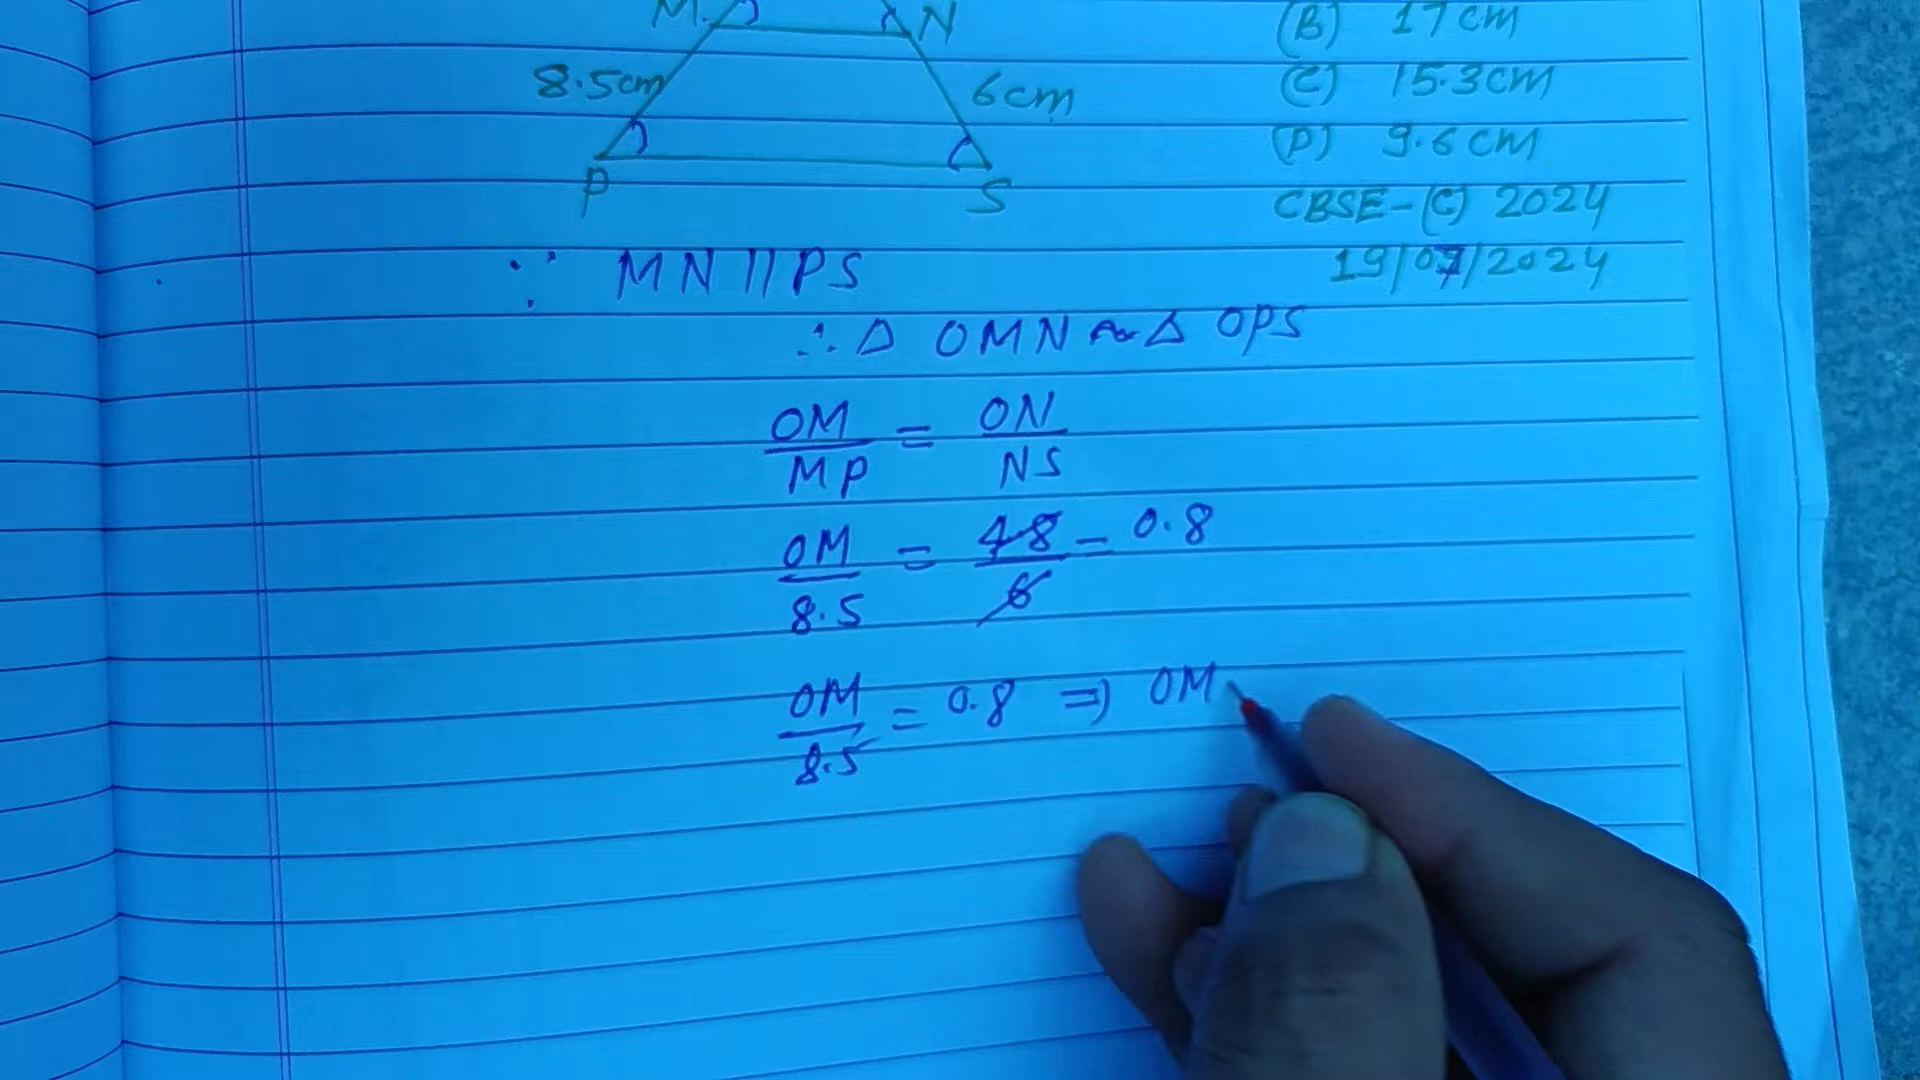 M. N (B) 17cm
8.5cm 6cm (C) 15.3cm
(D) 9.6cm
P S CBSE-(C) 2024
19/07/2024
∵ MN||PS
∴ Δ OMN ~ Δ OPS
OM/MP = ON/NS
OM/8.5 = 4.8/6 = 0.8
OM/8.5 = 0.8 ⇒ OM